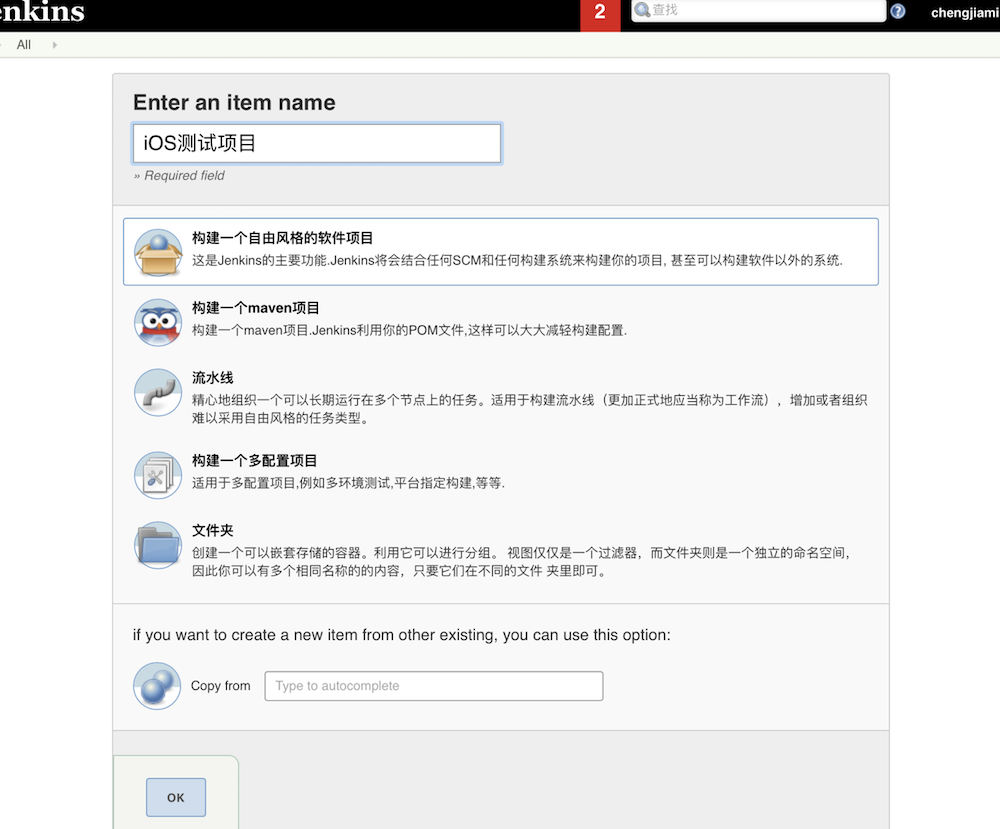 enkins
2
查找
chengjiami
All
Enter an item name
iOS测试项目
» Required field
构建一个自由风格的软件项目
这是Jenkins的主要功能.Jenkins将会结合任何SCM和任何构建系统来构建你的项目, 甚至可以构建软件以外的系统.
构建一个maven项目
构建一个maven项目.Jenkins利用你的POM文件,这样可以大大减轻构建配置.
流水线
精心地组织一个可以长期运行在多个节点上的任务。适用于构建流水线（更加正式地应当称为工作流），增加或者组织
难以采用自由风格的任务类型。
构建一个多配置项目
适用于多配置项目,例如多环境测试,平台指定构建,等等.
文件夹
创建一个可以嵌套存储的容器。利用它可以进行分组。 视图仅仅是一个过滤器，而文件夹则是一个独立的命名空间，
因此你可以有多个相同名称的的内容，只要它们在不同的文件 夹里即可。
if you want to create a new item from other existing, you can use this option:
Copy from
Type to autocomplete
OK